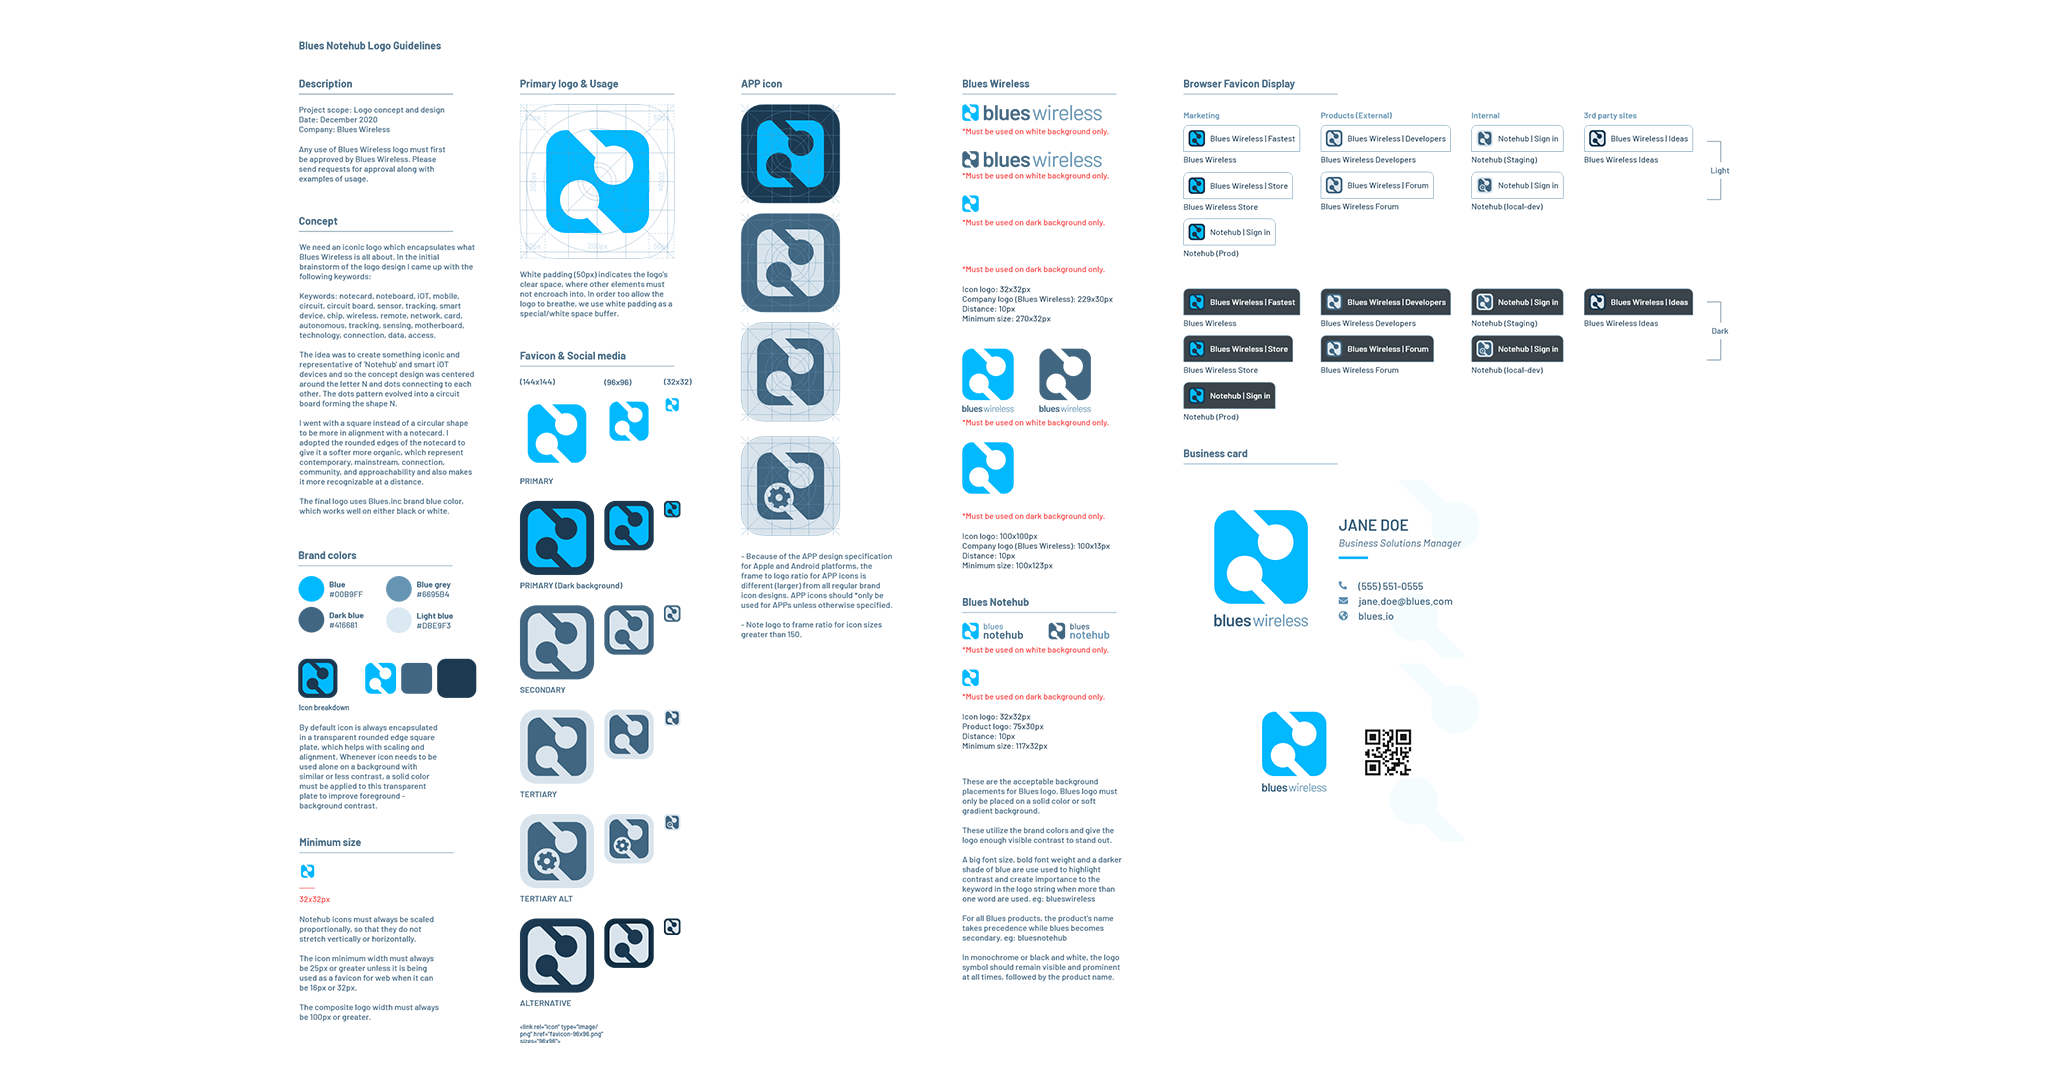 Blues Notehub Logo Guidelines
Description
Project scope: Logo concept and design
Date: December 2020
Company: Blues Wireless
Any use of Blues Wireless logo must first
be approved by Blues Wireless. Please
send requests for approval along with
examples of usage.
Concept
We need an iconic logo which encapsulates what
Blues Wireless is all about. In the initial
brainstorm of the logo design I came up with the
following keywords:
Keywords: notecard, noteboard, iOT, mobile,
circuit, circuit board, sensor, tracking, smart
device, chip, wireless, remote, network, card,
autonomous, tracking, sensing, motherboard,
technology, connection, data, access.
The idea was to create something iconic and
representative of 'Notehub' and smart iOT
devices and so the concept design was centered
around the letter N and dots connecting to each
other. The dots pattern evolved into a circuit
board forming the shape N.
I went with a square instead of a circular shape
to be more in alignment with a notecard. I
adopted the rounded edges of the notecard to
give it a softer more organic, which represent
contemporary, mainstream, connection,
community, and approachability and also makes
it more recognizable at a distance.
The final logo uses Blues.inc brand blue color,
which works well on either black or white.
Brand colors
Blue
#00B9FF
Blue grey
#6695B4
Dark blue
#416681
Light blue
#DBE9F3
Icon breakdown
By default icon is always encapsulated
in a transparent rounded edge square
plate, which helps with scaling and
alignment. Whenever icon needs to be
used alone on a background with
similar or less contrast, a solid color
must be applied to this transparent
plate to improve foreground -
background contrast.
Minimum size
32x32px
Notehub icons must always be scaled
proportionally, so that they do not
stretch vertically or horizontally.
The icon minimum width must always
be 25px or greater unless it is being
used as a favicon for web when it can
be 16px or 32px.
The composite logo width must always
be 100px or greater.
Primary logo & Usage
50px
50px
200px
200px
50px
200px
50px
White padding (50px) indicates the logo's
clear space, where other elements must
not encroach into. In order too allow the
logo to breathe, we use white padding as a
special/white space buffer.
Favicon & Social media
(144x144)
(96x96)
(32x32)
PRIMARY
PRIMARY (Dark background)
SECONDARY
TERTIARY
TERTIARY ALT
ALTERNATIVE
<link rel="icon" type="image/
png" href="favicon-96x96.png"
sizes="96x96">
APP icon
- Because of the APP design specification
for Apple and Android platforms, the
frame to logo ratio for APP icons is
different (larger) from all regular brand
icon designs. APP icons should *only be
used for APPs unless otherwise specified.
- Note logo to frame ratio for icon sizes
greater than 150.
Blues Wireless
blues wireless
*Must be used on white background only.
blues wireless
*Must be used on white background only.
*Must be used on dark background only.
*Must be used on dark background only.
Icon logo: 32x32px
Company logo (Blues Wireless): 229x30px
Distance: 10px
Minimum size: 270x32px
blueswireless
blueswireless
*Must be used on white background only.
*Must be used on dark background only.
Icon logo: 100x100px
Company logo (Blues Wireless): 100x13px
Distance: 10px
Minimum size: 100x123px
Blues Notehub
blues
notehub
blues
notehub
*Must be used on white background only.
*Must be used on dark background only.
Icon logo: 32x32px
Product logo: 75x30px
Distance: 10px
Minimum size: 117x32px
These are the acceptable background
placements for Blues logo. Blues logo must
only be placed on a solid color or soft
gradient background.
These utilize the brand colors and give the
logo enough visible contrast to stand out.
A big font size, bold font weight and a darker
shade of blue are use used to highlight
contrast and create importance to the
keyword in the logo string when more than
one word are used. eg: blueswireless
For all Blues products, the product's name
takes precedence while blues becomes
secondary. eg: bluesnotehub
In monochrome or black and white, the logo
symbol should remain visible and prominent
at all times, followed by the product name.
Browser Favicon Display
Marketing
Products (External)
Internal
3rd party sites
Blues Wireless | Fastest
Blues Wireless | Developers
Notehub | Sign in
Blues Wireless | Ideas
Blues Wireless
Blues Wireless Developers
Notehub (Staging)
Blues Wireless Ideas
Light
Blues Wireless | Store
Blues Wireless | Forum
Notehub | Sign in
Blues Wireless Store
Blues Wireless Forum
Notehub (local-dev)
Notehub | Sign in
Notehub (Prod)
Blues Wireless | Fastest
Blues Wireless | Developers
Notehub | Sign in
Blues Wireless | Ideas
Blues Wireless
Blues Wireless Developers
Notehub (Staging)
Blues Wireless Ideas
Dark
Blues Wireless | Store
Blues Wireless | Forum
Notehub | Sign in
Blues Wireless Store
Blues Wireless Forum
Notehub (local-dev)
Notehub | Sign in
Notehub (Prod)
Business card
JANE DOE
Business Solutions Manager
(555) 551-0555
jane.doe@blues.com
blues.io
blueswireless
blueswireless